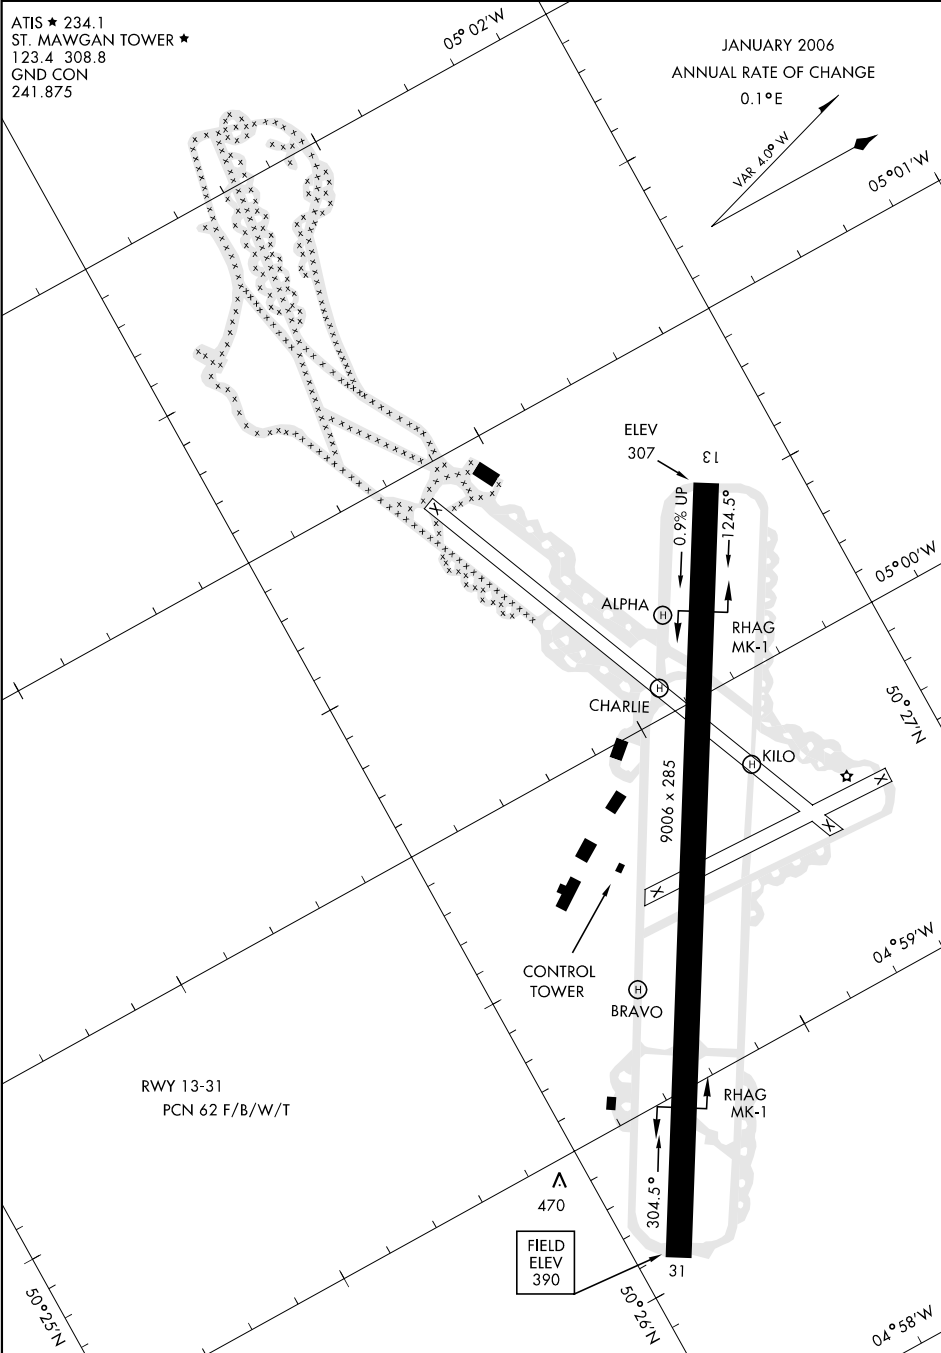 ATIS ★ 234.1
ST. MAWGAN TOWER ★
123.4 308.8
GND CON
241.875
05° 02'W
JANUARY 2006
ANNUAL RATE OF CHANGE
0.1°E
VAR 4.0° W
05°01'W
ELEV
307
13
0.9% UP
124.5°
05°00'W
ALPHA
H
RHAG
MK-1
H
CHARLIE
50°27'N
H
KILO
X
X
X
9006 x 285
X
CONTROL
TOWER
04°59'W
H
BRAVO
RWY 13-31
PCN 62 F/B/W/T
RHAG
MK-1
470
304.5°
FIELD
ELEV
390
31
50°25'N
50°26'N
04°58'W